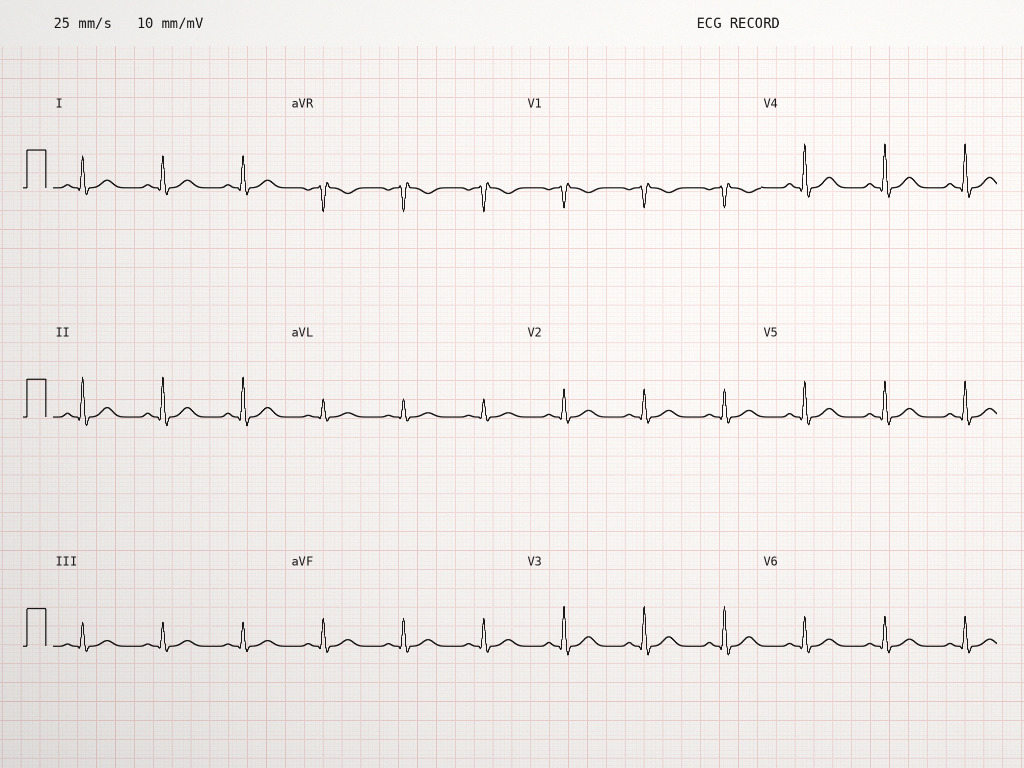 25 mm/s   10 mm/mV   ECG RECORD
I   aVR   V1   V4
II   aVL   V2   V5
III   aVF   V3   V6